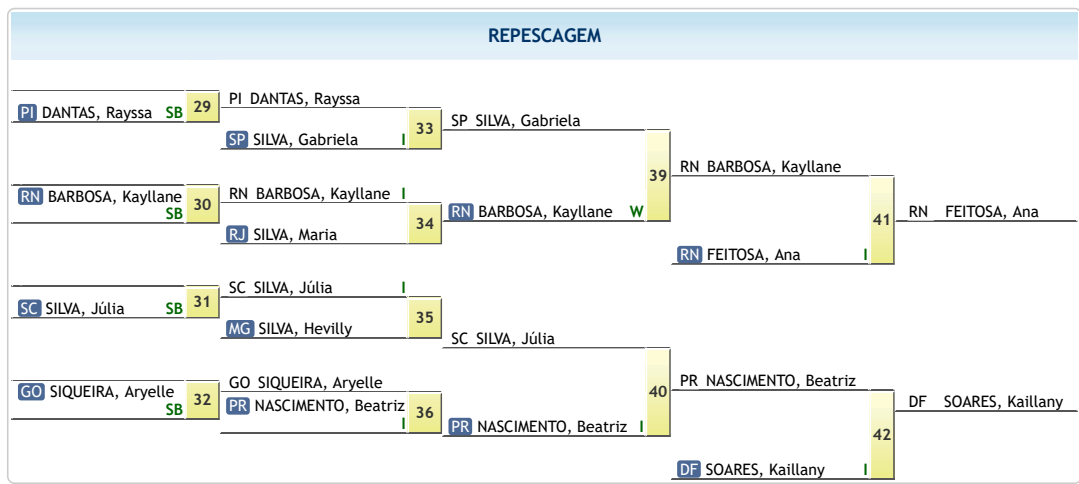 REPESCAGEM
PI DANTAS, Rayssa SB
29
PI DANTAS, Rayssa
SP SILVA, Gabriela I
33
SP SILVA, Gabriela
RN BARBOSA, Kayllane
SB
30
RN BARBOSA, Kayllane I
RJ SILVA, Maria
34
RN BARBOSA, Kayllane W
39
RN BARBOSA, Kayllane
RN FEITOSA, Ana I
41
RN FEITOSA, Ana
SC SILVA, Júlia SB
31
SC SILVA, Júlia I
MG SILVA, Hevilly
35
SC SILVA, Júlia
GO SIQUEIRA, Aryelle
SB
32
GO SIQUEIRA, Aryelle
PR NASCIMENTO, Beatriz
I
36
PR NASCIMENTO, Beatriz I
40
PR NASCIMENTO, Beatriz
DF SOARES, Kaillany I
42
DF SOARES, Kaillany